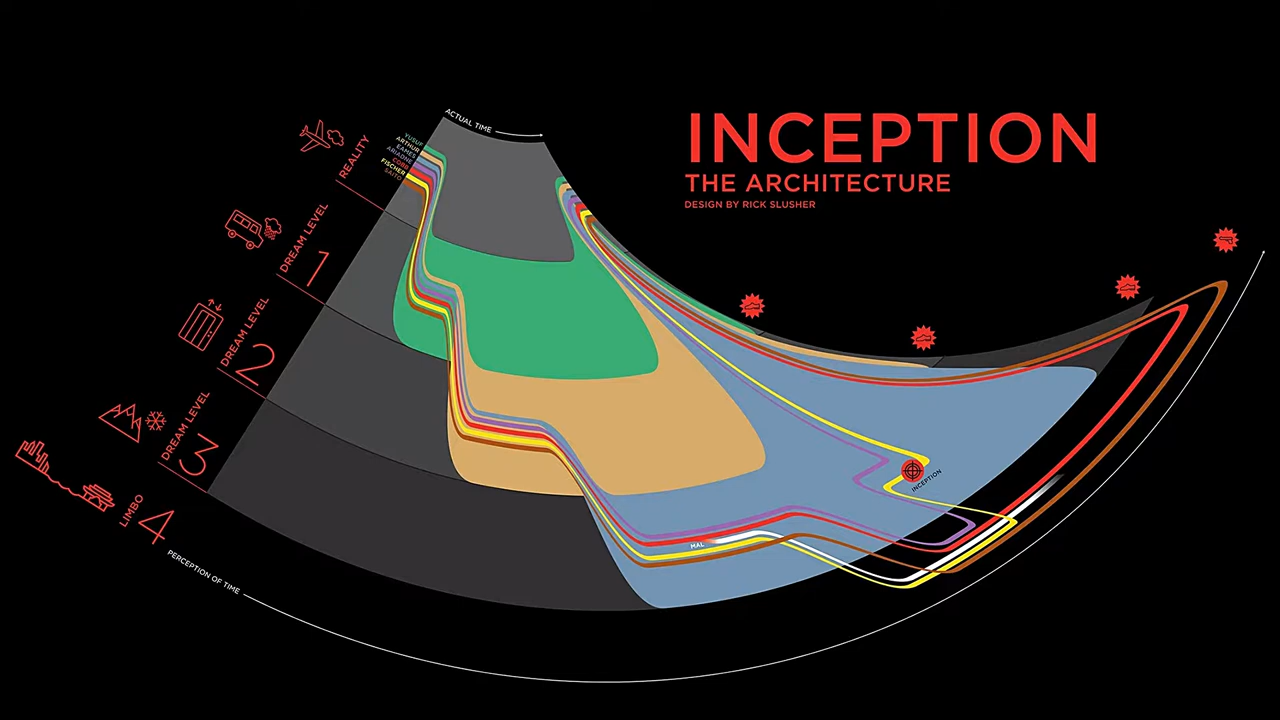 INCEPTION
THE ARCHITECTURE
DESIGN BY RICK SLUSHER
ACTUAL TIME
REALITY
YUSUF
ARTHUR
EAMES
ARIADNE
COBB
FISCHER
SAITO
DREAM LEVEL
1
DREAM LEVEL
2
DREAM LEVEL
3
LIMBO
4
PERCEPTION OF TIME
MAL
INCEPTION